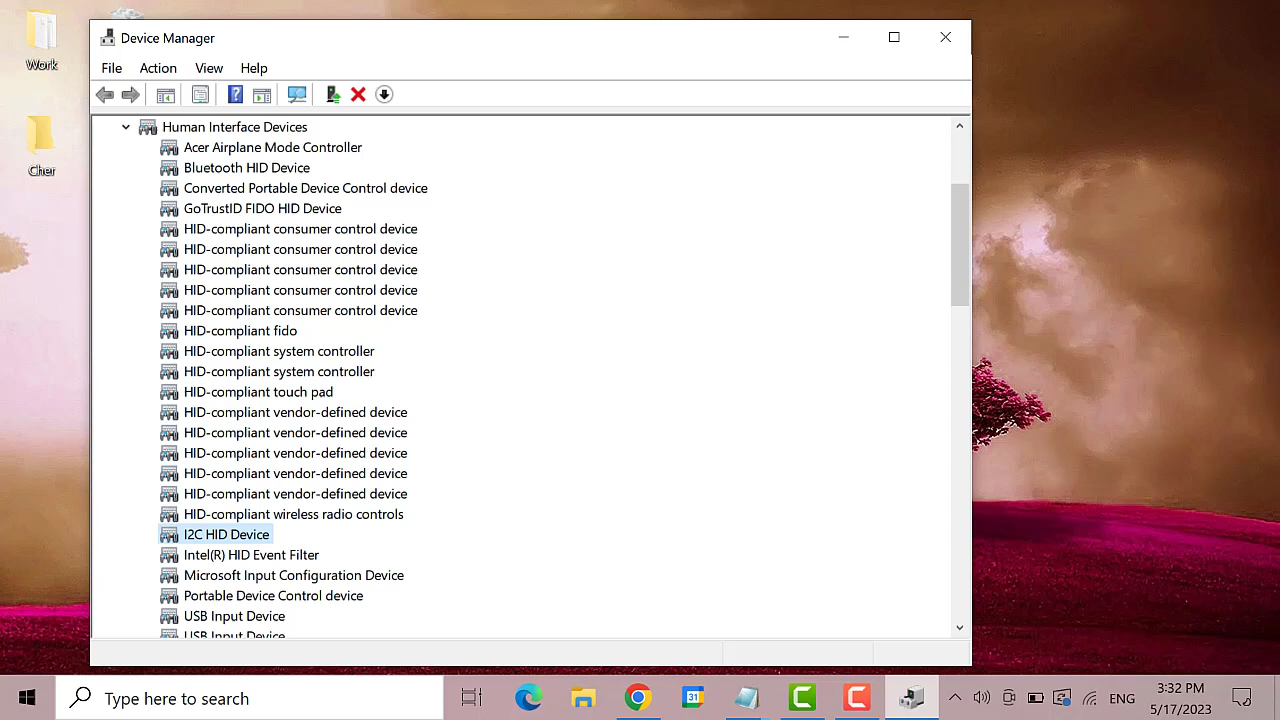 Work
Cher
Device Manager
File Action View Help
Human Interface Devices
Acer Airplane Mode Controller
Bluetooth HID Device
Converted Portable Device Control device
GoTrustID FIDO HID Device
HID-compliant consumer control device
HID-compliant consumer control device
HID-compliant consumer control device
HID-compliant consumer control device
HID-compliant consumer control device
HID-compliant fido
HID-compliant system controller
HID-compliant system controller
HID-compliant touch pad
HID-compliant vendor-defined device
HID-compliant vendor-defined device
HID-compliant vendor-defined device
HID-compliant vendor-defined device
HID-compliant vendor-defined device
HID-compliant wireless radio controls
I2C HID Device
Intel(R) HID Event Filter
Microsoft Input Configuration Device
Portable Device Control device
USB Input Device
USB Input Device
Type here to search
31
ENG
3:32 PM
5/17/2023